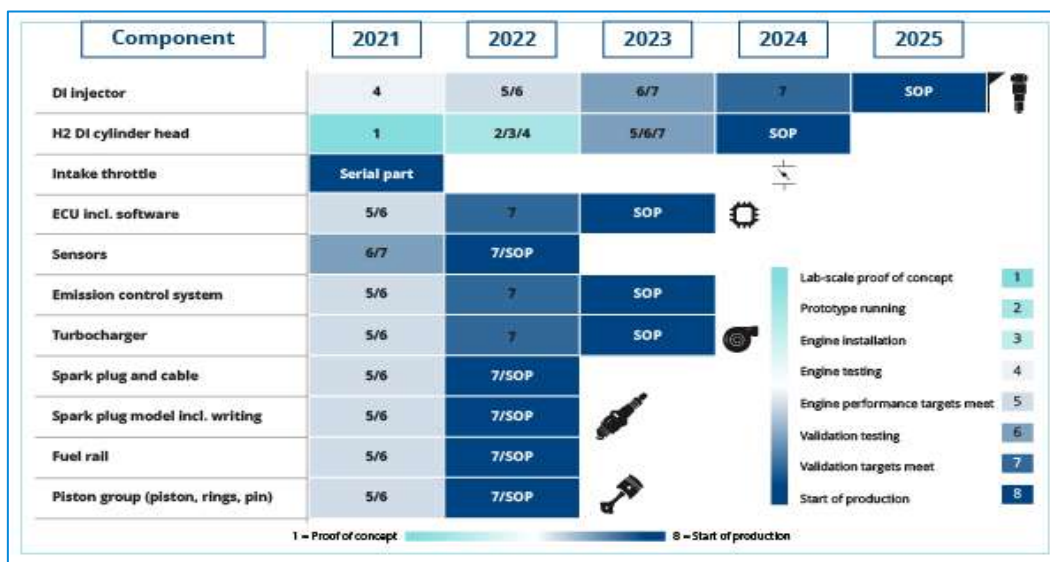 Component 2021 2022 2023 2024 2025
DI injector 4 5/6 6/7 7 SOP
H2 DI cylinder head 1 2/3/4 5/6/7 SOP
Intake throttle Serial part
ECU incl. software 5/6 7 SOP
Sensors 6/7 7/SOP
Emission control system 5/6 7 SOP
Turbocharger 5/6 7 SOP
Spark plug and cable 5/6 7/SOP
Spark plug model incl. writing 5/6 7/SOP
Fuel rail 5/6 7/SOP
Piston group (piston, rings, pin) 5/6 7/SOP
Lab-scale proof of concept 1
Prototype running 2
Engine installation 3
Engine testing 4
Engine performance targets meet 5
Validation testing 6
Validation targets meet 7
Start of production 8
1 = Proof of concept 8 = Start of production